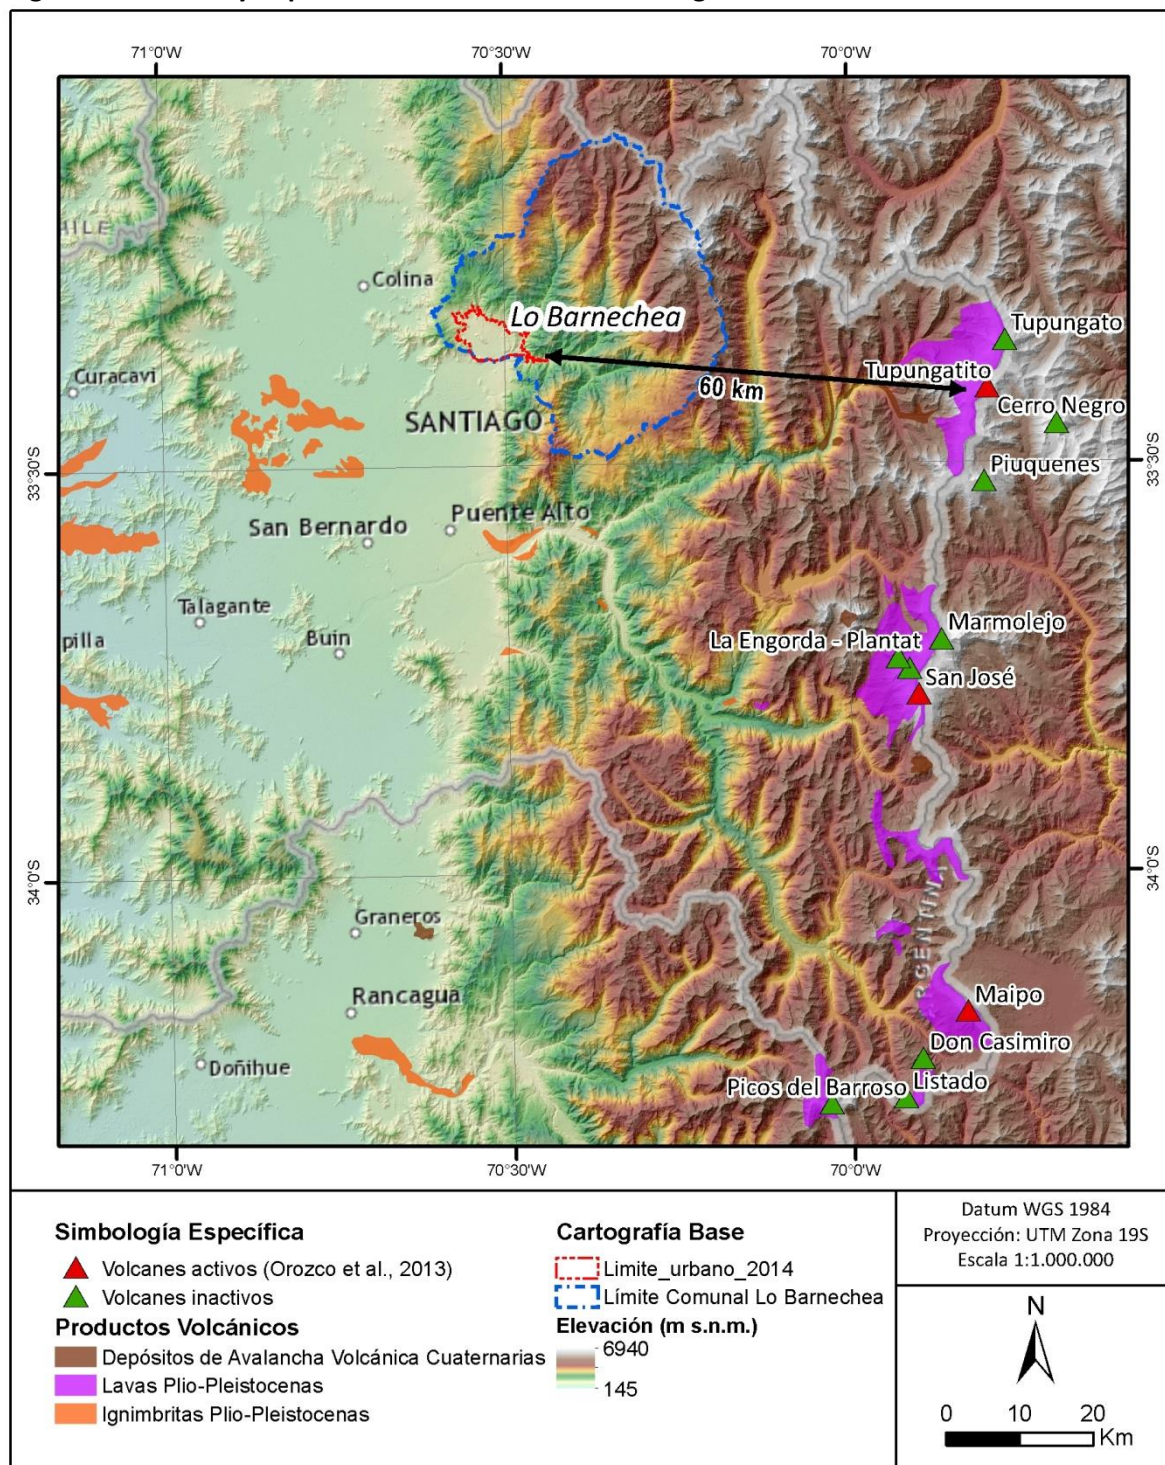 71°0'W
70°30'W
70°0'W
AILE
Colina
Lo Barnechea
Tupungato
Curacavi
Tupungatito
60 km
Cerro Negro
SANTIAGO
33°30'S
33°30'S
Piuquenes
Puente Alto
San Bernardo
Talagante
Marmolejo
pilla
Buin
La Engorda - Plantat
San José
34°0'S
34°0'S
Graneros
RGENTINA
Rancagua
Maipo
Don Casimiro
Doñihue
Picos del Barroso
Listado
71°0'W
70°30'W
70°0'W
Simbología Específica
Volcanes activos (Orozco et al., 2013)
Volcanes inactivos
Productos Volcánicos
Depósitos de Avalancha Volcánica Cuaternarias
Lavas Plio-Pleistocenas
Ignimbritas Plio-Pleistocenas
Cartografía Base
Limite_urbano_2014
Límite Comunal Lo Barnechea
Elevación (m s.n.m.)
6940
145
Datum WGS 1984
Proyección: UTM Zona 19S
Escala 1:1.000.000
N
0 10 20
Km